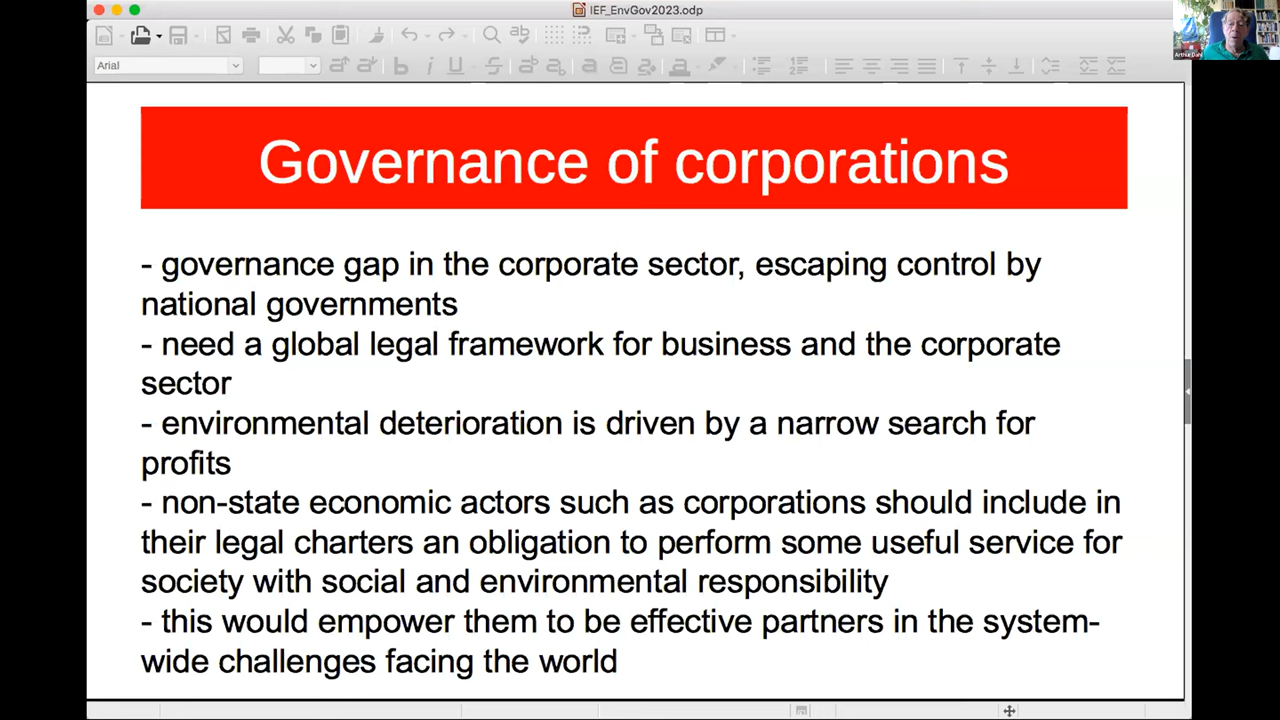 IEF_EnvGov2023.odp
Arial
Governance of corporations
- governance gap in the corporate sector, escaping control by
national governments
- need a global legal framework for business and the corporate
sector
- environmental deterioration is driven by a narrow search for
profits
- non-state economic actors such as corporations should include in
their legal charters an obligation to perform some useful service for
society with social and environmental responsibility
- this would empower them to be effective partners in the system-
wide challenges facing the world